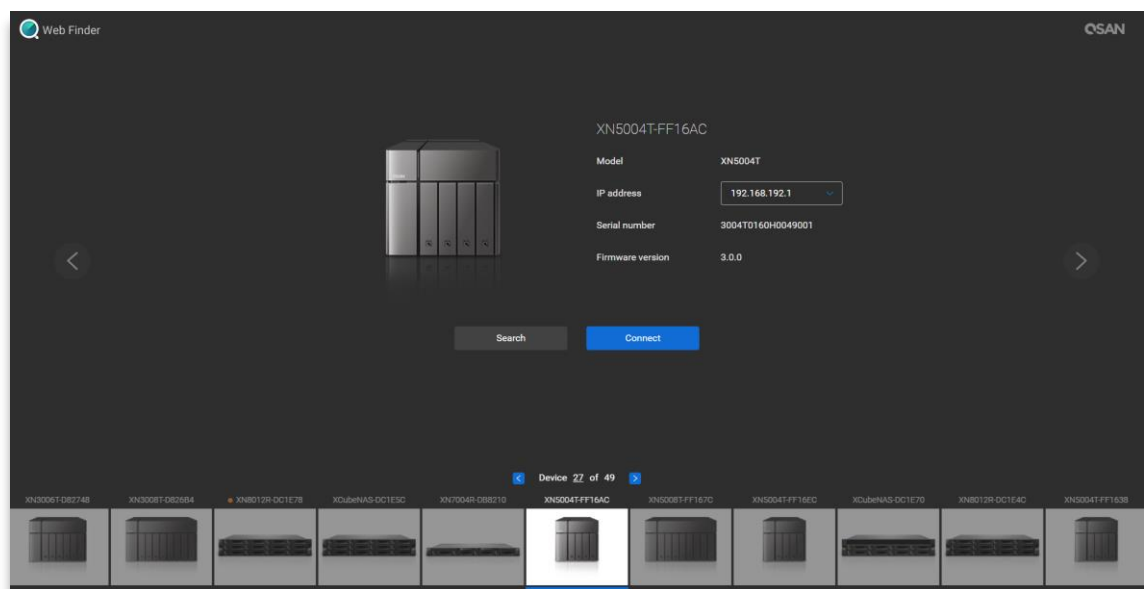 Web Finder
QSAN
XN5004T-FF16AC
Model XN5004T
IP address 192.168.192.1
Serial number 3004T0160H0049001
Firmware version 3.0.0
Search Connect
Device 27 of 49
XN3006T-D82748 XN3008T-D826B4 XN8012R-DC1E78 XCubeNAS-DC1E5C XN7004R-DB8210 XN5004T-FF16AC XN5008T-FF167C XN5004T-FF16EC XCubeNAS-DC1E70 XN8012R-DC1E4C XN5004T-FF1638